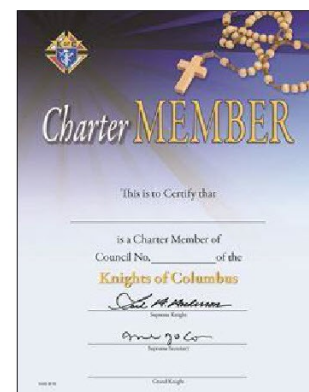 Charter MEMBER
This is to Certify that
is a Charter Member of
Council No. of the
Knights of Columbus
Supreme Knight
Supreme Secretary
Grand Knight